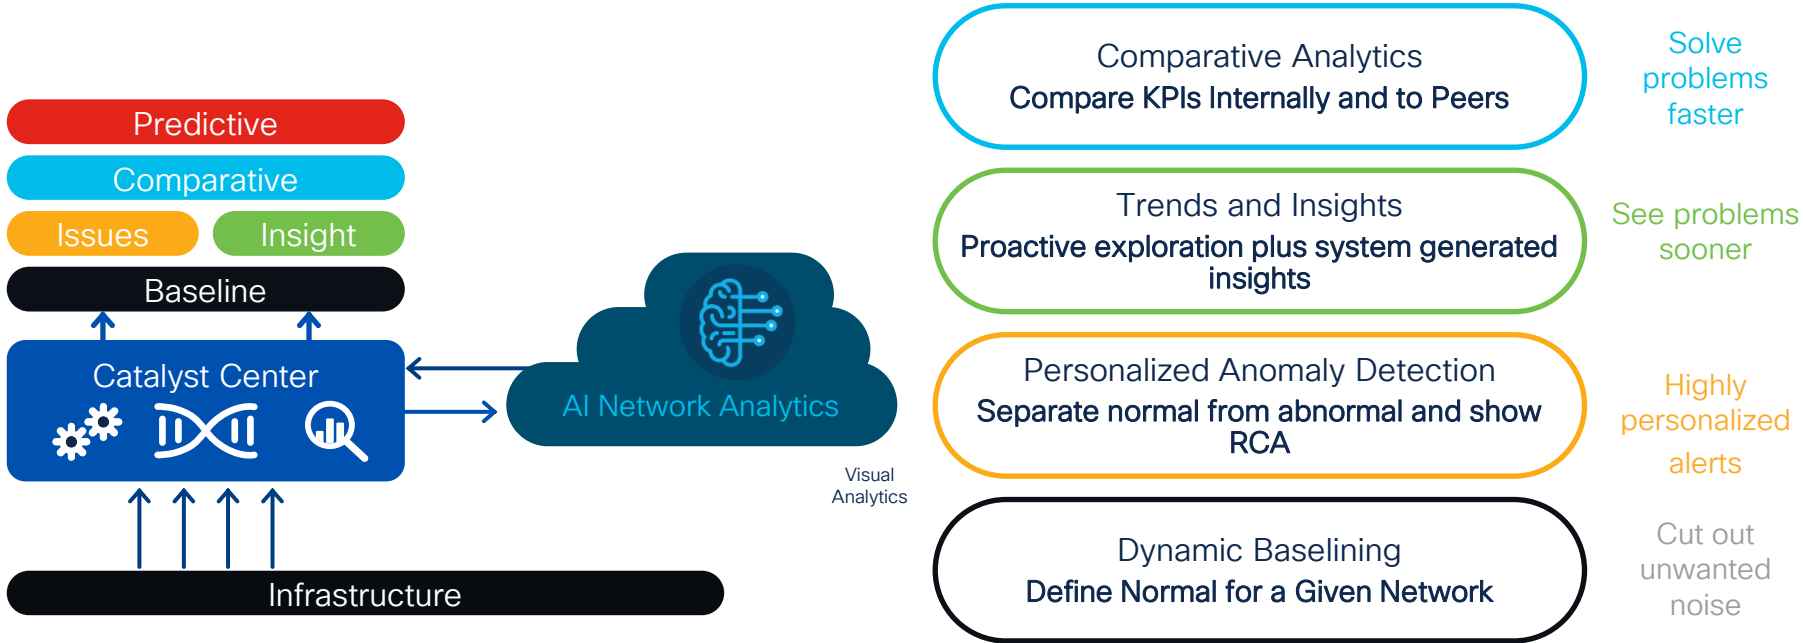 Predictive
Comparative
Issues
Insight
Baseline
Catalyst Center
AI Network Analytics
Visual
Analytics
Infrastructure
Comparative Analytics
Compare KPIs Internally and to Peers
Solve
problems
faster
Trends and Insights
Proactive exploration plus system generated
insights
See problems
sooner
Personalized Anomaly Detection
Separate normal from abnormal and show
RCA
Highly
personalized
alerts
Dynamic Baselining
Define Normal for a Given Network
Cut out
unwanted
noise